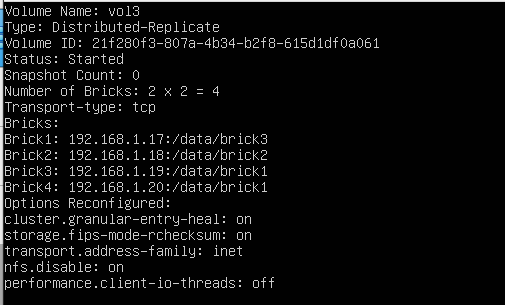 Volume Name: vol3
Type: Distributed-Replicate
Volume ID: 21f280f3-807a-4b34-b2f8-615d1df0a061
Status: Started
Snapshot Count: 0
Number of Bricks: 2 x 2 = 4
Transport-type: tcp
Bricks:
Brick1: 192.168.1.17:/data/brick3
Brick2: 192.168.1.18:/data/brick2
Brick3: 192.168.1.19:/data/brick1
Brick4: 192.168.1.20:/data/brick1
Options Reconfigured:
cluster.granular-entry-heal: on
storage.fips-mode-rchecksum: on
transport.address-family: inet
nfs.disable: on
performance.client-io-threads: off